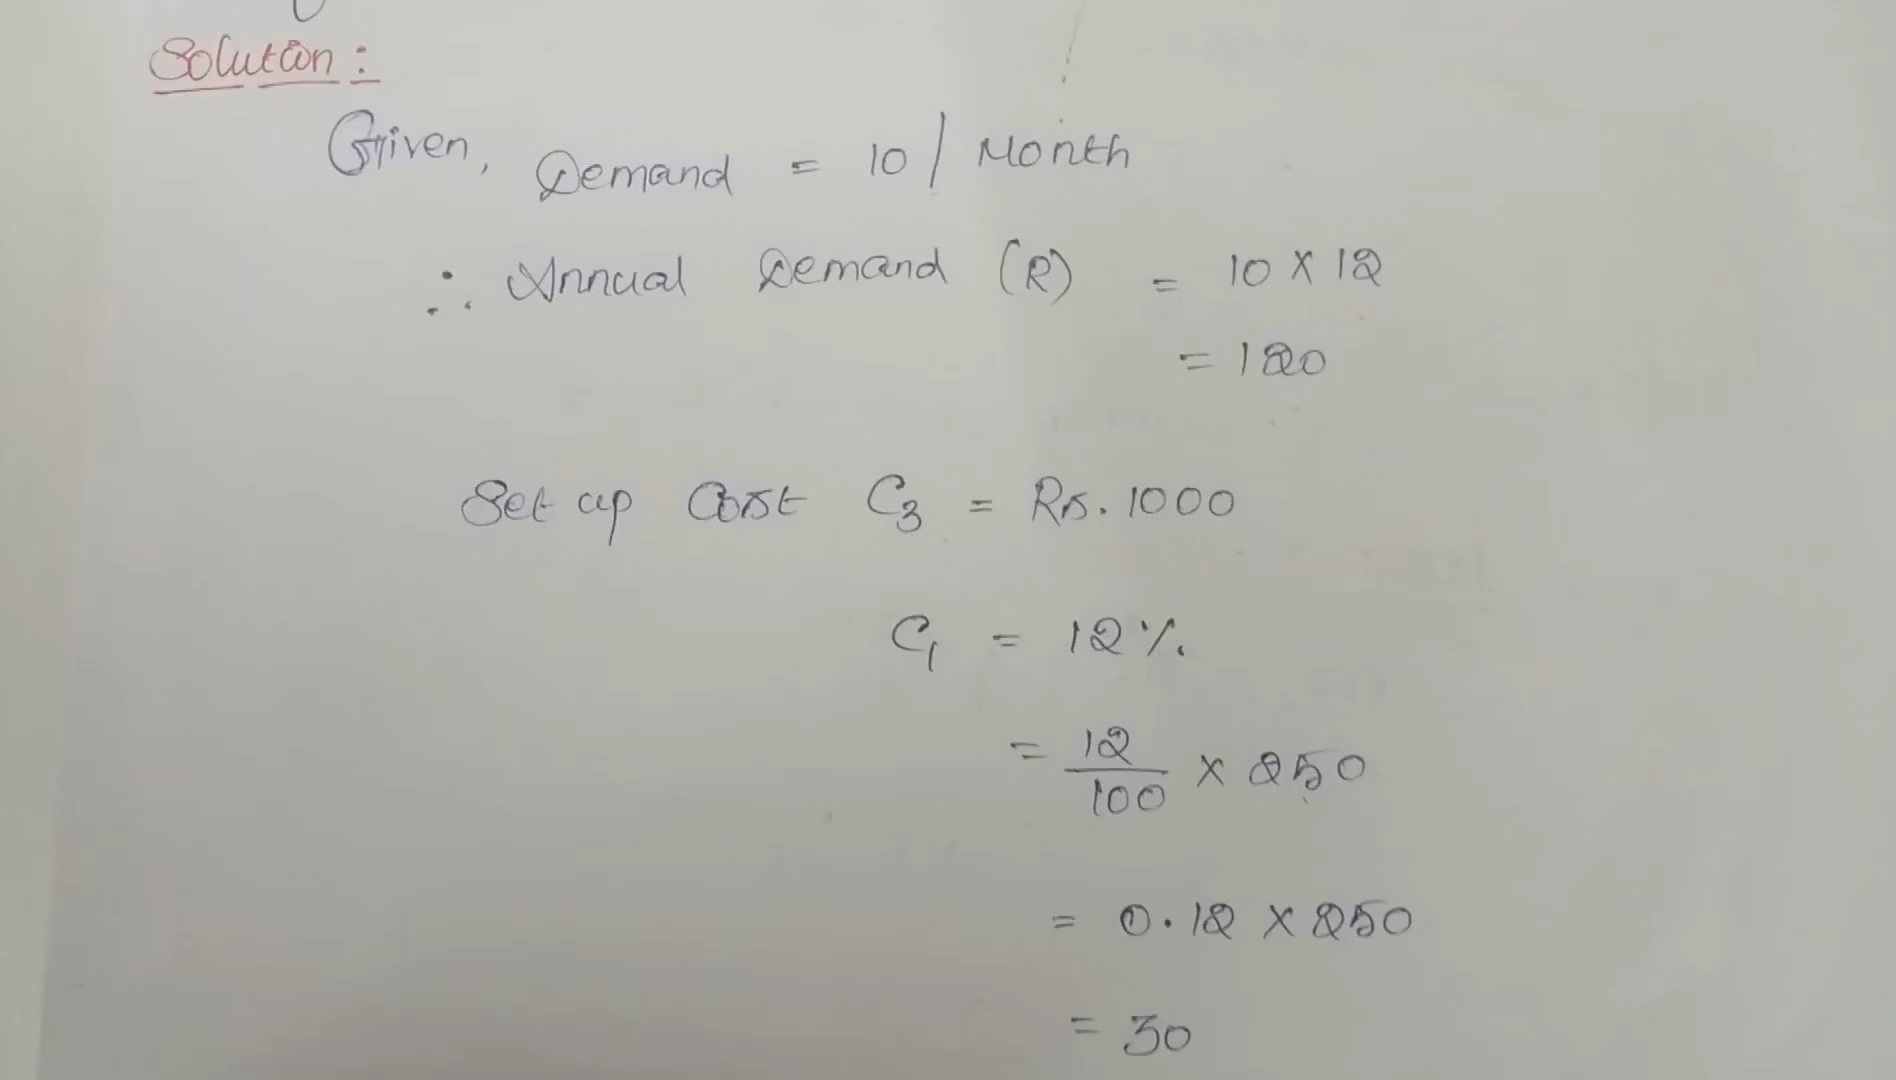 Solution :
Given, Demand = 10 / Month
∴ Annual Demand (R) = 10 × 12
= 120
Set up Cost C₃ = Rs. 1000
C₁ = 12 %.
= 12/100 × 250
= 0.12 × 250
= 30